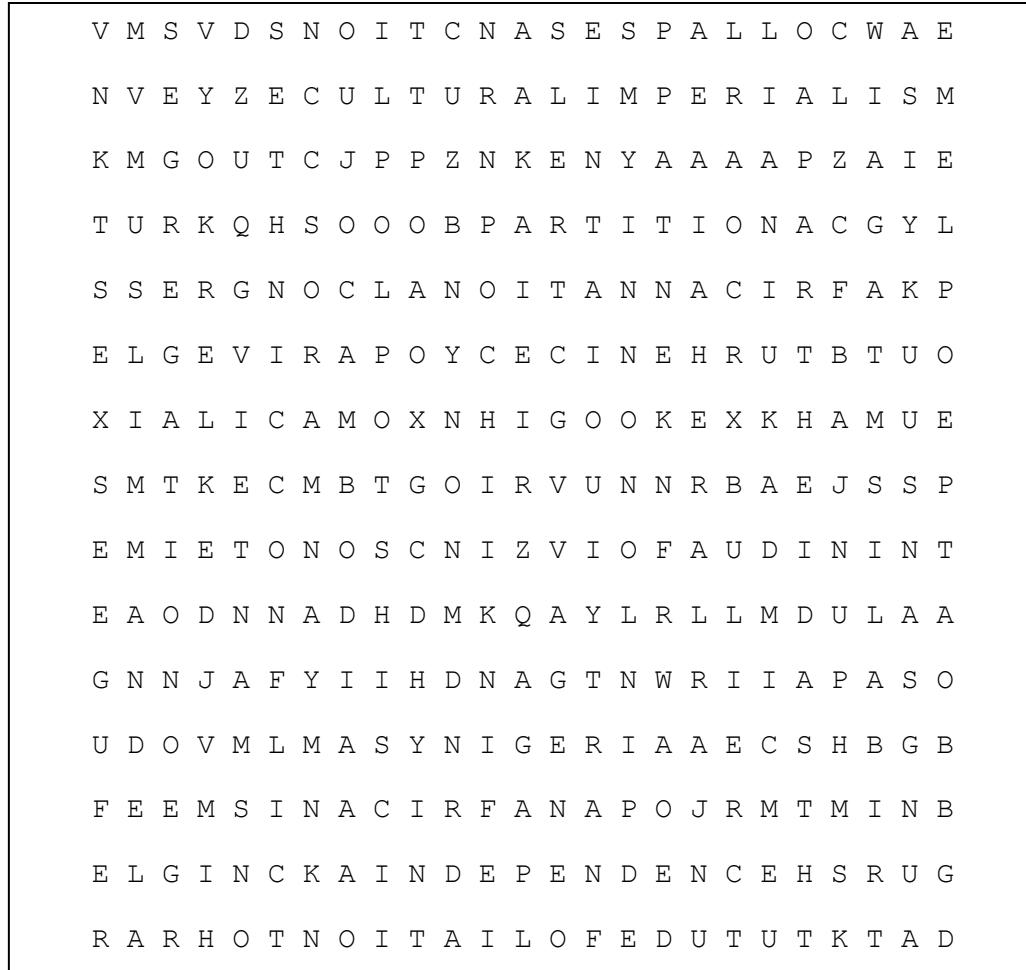 V M S V D S N O I T C N A S E S P A L L O C W A E
N V E Y Z E C U L T U R A L I M P E R I A L I S M
K M G O U T C J P P Z N K E N Y A A A A P Z A I E
T U R K Q H S O O O B P A R T I T I O N A C G Y L
S S E R G N O C L A N O I T A N N A C I R F A K P
E L G E V I R A P O Y C E C I N E H R U T B T U O
X I A L I C A M O X N H I G O O K E X K H A M U E
S M T K E C M B T G O I R V U N N R B A E J S S P
E M I E T O N O S C N I Z V I O F A U D I N I N T
E A O D N N A D H D M K Q A Y L R L L M D U L A A
G N N J A F Y I I H D N A G T N W R I I A P A S O
U D O V M L M A S Y N I G E R I A A E C S H B G B
F E E M S I N A C I R F A N A P O J R M T M I N B
E L G I N C K A I N D E P E N D E N C E H S R U G
R A R H O T N O I T A I L O F E D U T U T K T A D